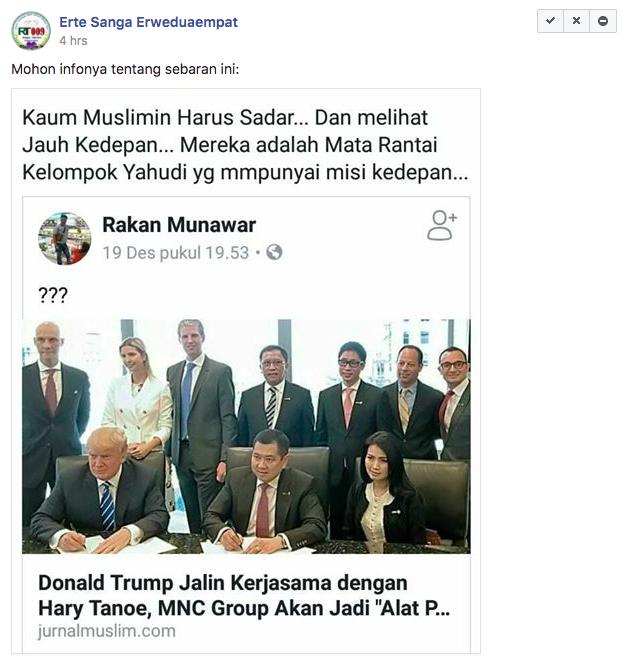 RT 009
Erte Sanga Erweduaempat
4 hrs
Mohon infonya tentang sebaran ini:
Kaum Muslimin Harus Sadar... Dan melihat
Jauh Kedepan... Mereka adalah Mata Rantai
Kelompok Yahudi yg mmpunyai misi kedepan...
Rakan Munawar
19 Des pukul 19.53 •
???
Donald Trump Jalin Kerjasama dengan
Hary Tanoe, MNC Group Akan Jadi "Alat P...
jurnalmuslim.com